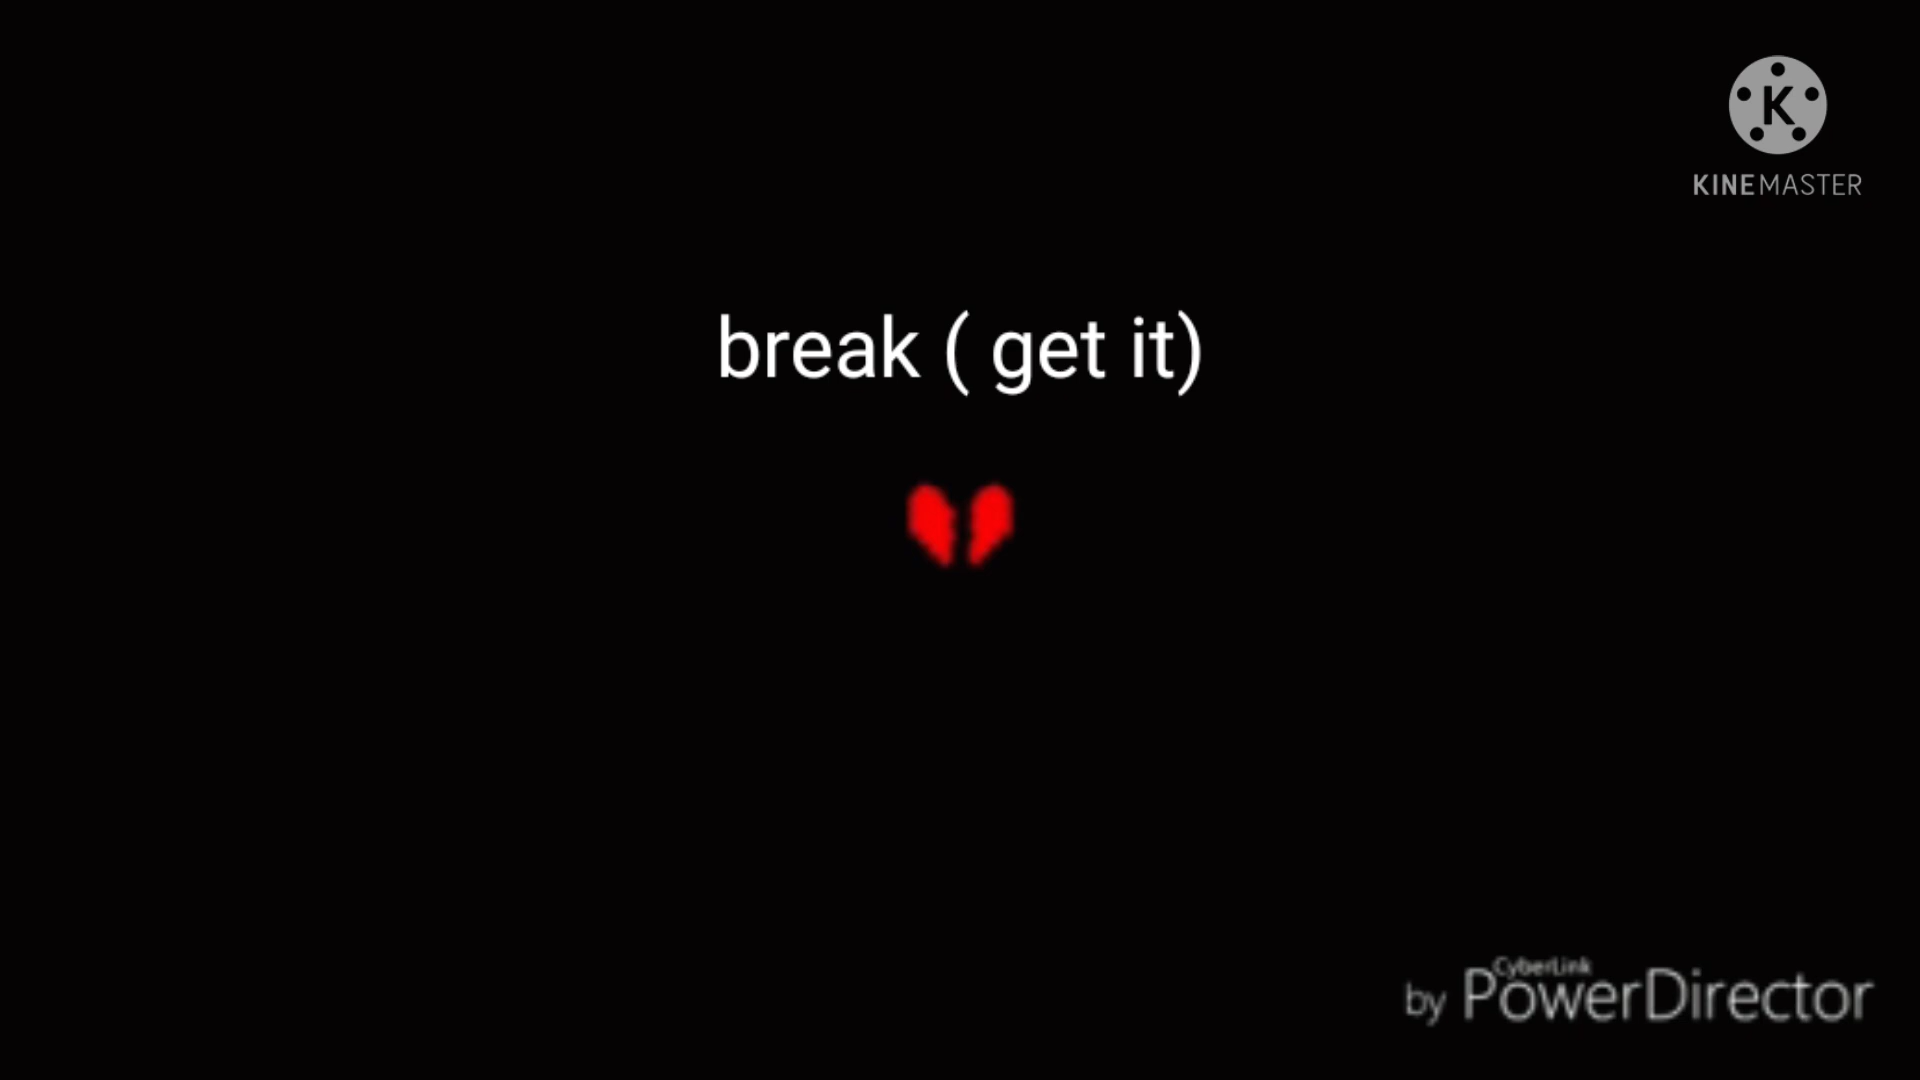 K
KINEMASTER
break ( get it)
CyberLink
by PowerDirector